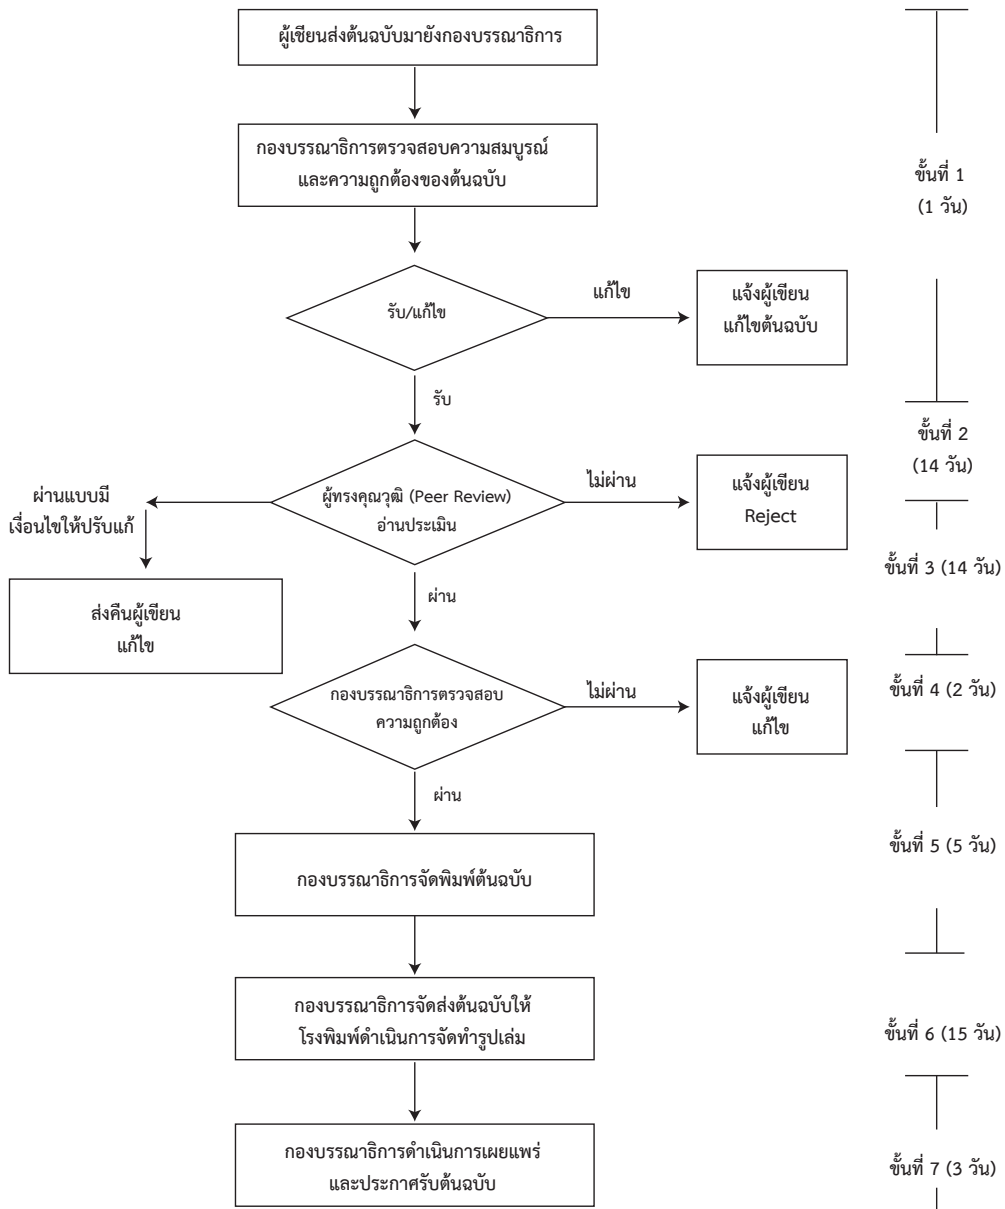 ผู้เขียนส่งต้นฉบับมายังกองบรรณาธิการ
กองบรรณาธิการตรวจสอบความสมบูรณ์
และความถูกต้องของต้นฉบับ
ขั้นที่ 1
(1 วัน)
รับ/แก้ไข
แก้ไข
แจ้งผู้เขียน
แก้ไขต้นฉบับ
รับ
ขั้นที่ 2
(14 วัน)
ผ่านแบบมี
เงื่อนไขให้ปรับแก้
ผู้ทรงคุณวุฒิ (Peer Review)
อ่านประเมิน
ไม่ผ่าน
แจ้งผู้เขียน
Reject
ขั้นที่ 3 (14 วัน)
ส่งคืนผู้เขียน
แก้ไข
ผ่าน
กองบรรณาธิการตรวจสอบ
ความถูกต้อง
ไม่ผ่าน
แจ้งผู้เขียน
แก้ไข
ขั้นที่ 4 (2 วัน)
ผ่าน
กองบรรณาธิการจัดพิมพ์ต้นฉบับ
ขั้นที่ 5 (5 วัน)
กองบรรณาธิการจัดส่งต้นฉบับให้
โรงพิมพ์ดำเนินการจัดทำรูปเล่ม
ขั้นที่ 6 (15 วัน)
กองบรรณาธิการดำเนินการเผยแพร่
และประกาศรับต้นฉบับ
ขั้นที่ 7 (3 วัน)